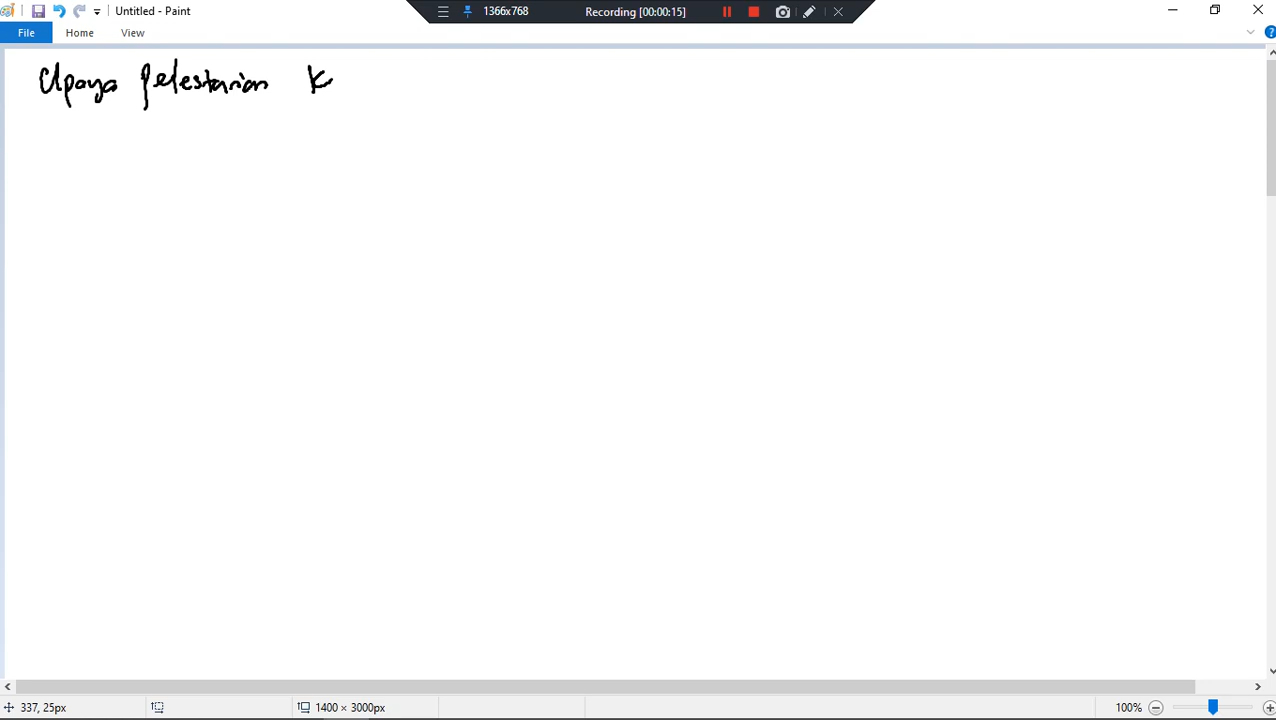 Untitled - Paint
1366x768
Recording [00:00:15]
File
Home
View
Upaya pelestarian K
337, 25px
1400 × 3000px
100%